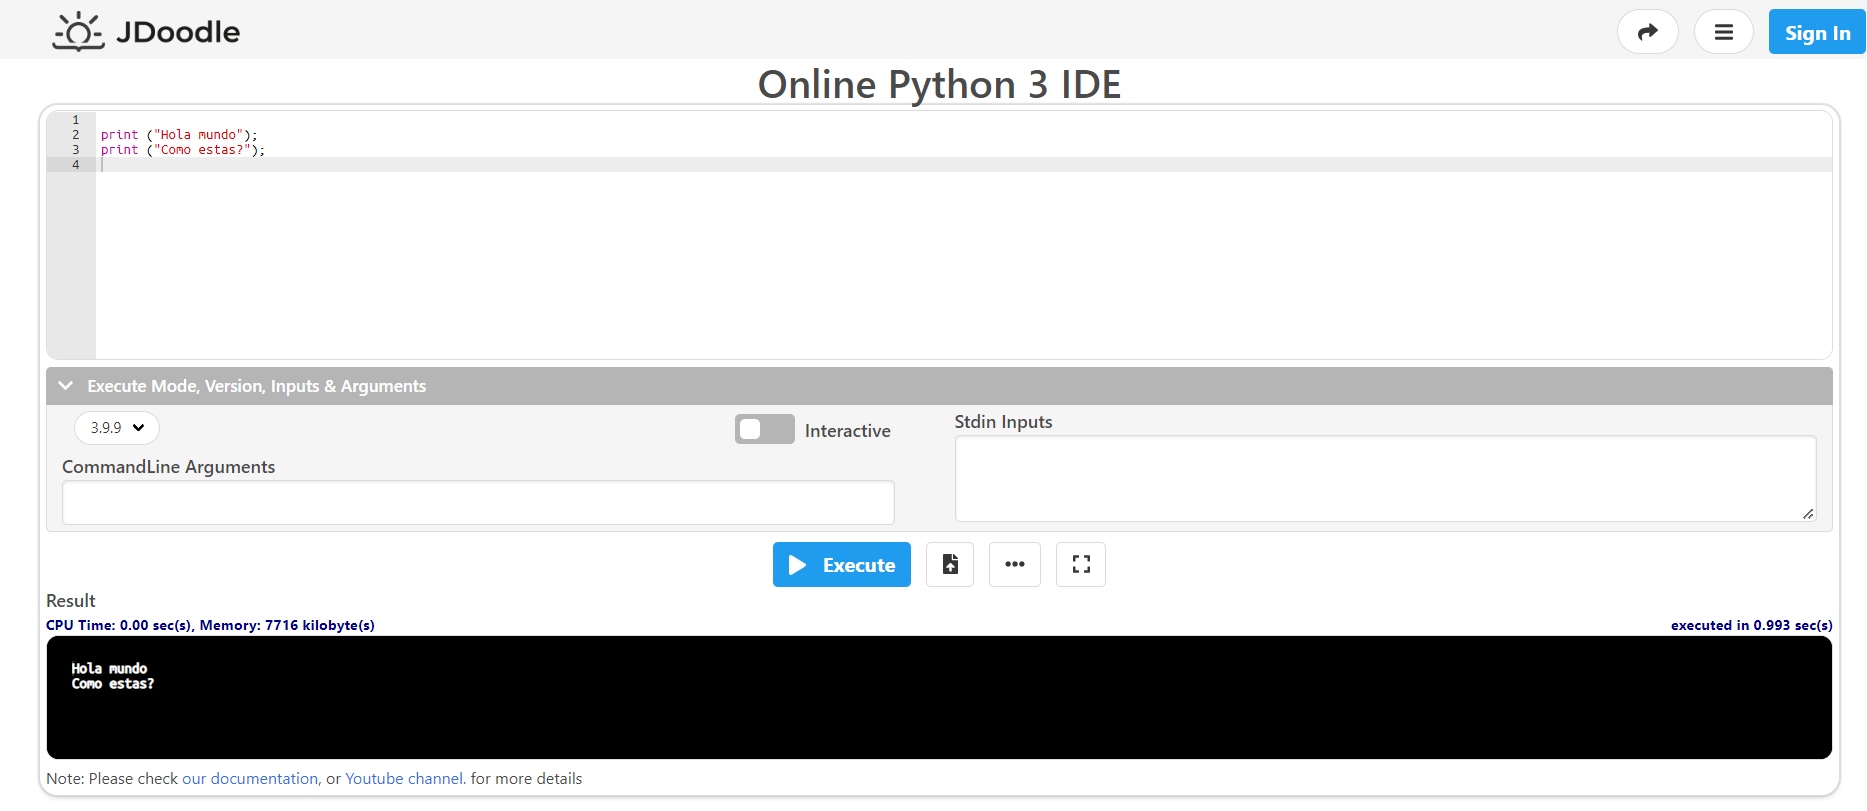 JDoodle
Sign In
Online Python 3 IDE
1
2 print ("Hola mundo");
3 print ("Como estas?");
4
Execute Mode, Version, Inputs & Arguments
3.9.9
Interactive
Stdin Inputs
CommandLine Arguments
Execute
Result
CPU Time: 0.00 sec(s), Memory: 7716 kilobyte(s)
executed in 0.993 sec(s)
Hola mundo
Como estas?
Note: Please check our documentation, or Youtube channel. for more details